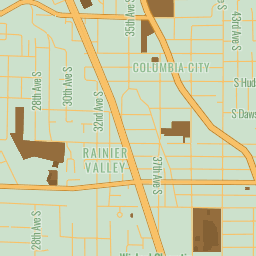 35th Ave S
43rd Ave S
COLUMBIA CITY
S Hud
28th Ave S
30th Ave S
32nd Ave S
S Daws
RAINIER
VALLEY
37th Ave S
28th Ave S